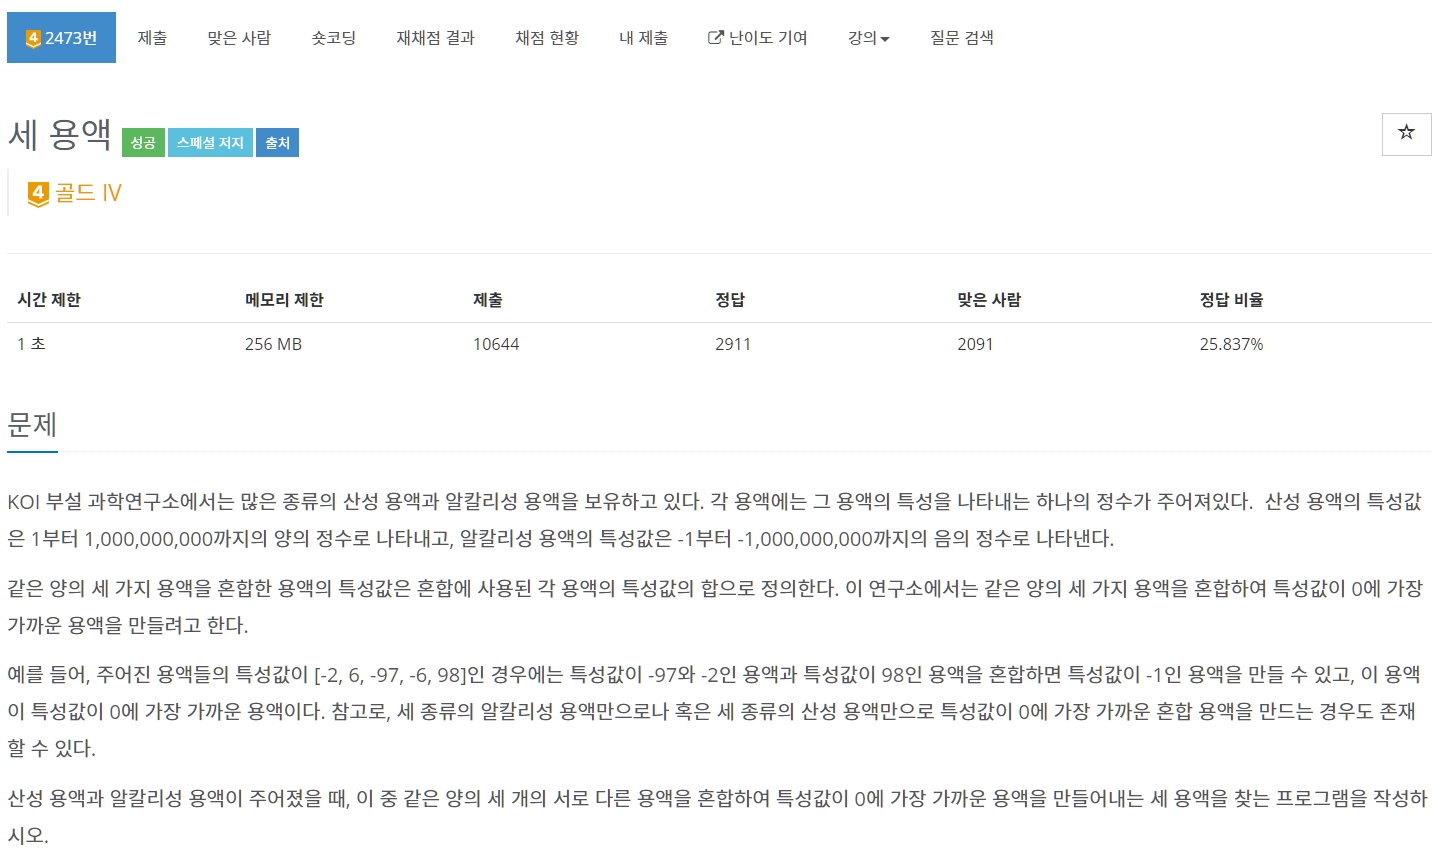 4 2473번 제출 맞은 사람 숏코딩 재채점 결과 채점 현황 내 제출 난이도 기여 강의 질문 검색
세 용액 성공 스페셜 저지 출처
4 골드 IV
시간 제한 메모리 제한 제출 정답 맞은 사람 정답 비율
1 초 256 MB 10644 2911 2091 25.837%
문제
KOI 부설 과학연구소에서는 많은 종류의 산성 용액과 알칼리성 용액을 보유하고 있다. 각 용액에는 그 용액의 특성을 나타내는 하나의 정수가 주어져있다. 산성 용액의 특성값
은 1부터 1,000,000,000까지의 양의 정수로 나타내고, 알칼리성 용액의 특성값은 -1부터 -1,000,000,000까지의 음의 정수로 나타낸다.
같은 양의 세 가지 용액을 혼합한 용액의 특성값은 혼합에 사용된 각 용액의 특성값의 합으로 정의한다. 이 연구소에서는 같은 양의 세 가지 용액을 혼합하여 특성값이 0에 가장
가까운 용액을 만들려고 한다.
예를 들어, 주어진 용액들의 특성값이 [-2, 6, -97, -6, 98]인 경우에는 특성값이 -97와 -2인 용액과 특성값이 98인 용액을 혼합하면 특성값이 -1인 용액을 만들 수 있고, 이 용액
이 특성값이 0에 가장 가까운 용액이다. 참고로, 세 종류의 알칼리성 용액만으로나 혹은 세 종류의 산성 용액만으로 특성값이 0에 가장 가까운 혼합 용액을 만드는 경우도 존재
할 수 있다.
산성 용액과 알칼리성 용액이 주어졌을 때, 이 중 같은 양의 세 개의 서로 다른 용액을 혼합하여 특성값이 0에 가장 가까운 용액을 만들어내는 세 용액을 찾는 프로그램을 작성하
시오.